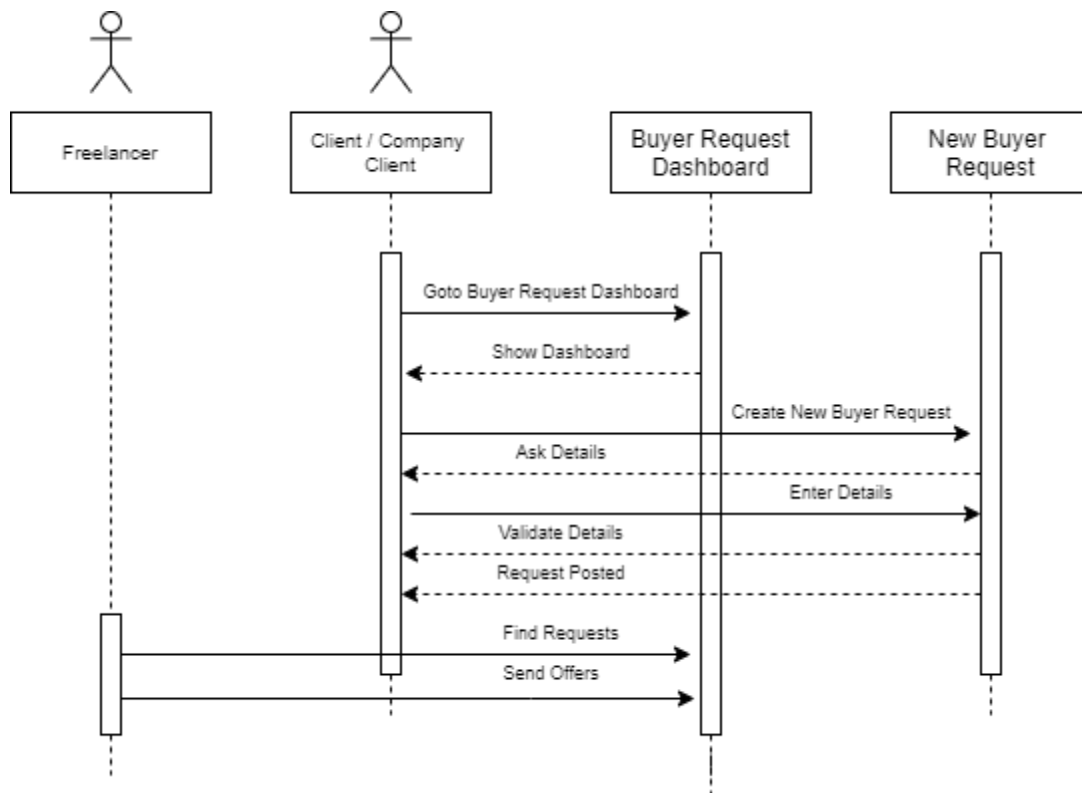 Freelancer
Client / Company
Client
Buyer Request
Dashboard
New Buyer
Request
Goto Buyer Request Dashboard
Show Dashboard
Create New Buyer Request
Ask Details
Enter Details
Validate Details
Request Posted
Find Requests
Send Offers